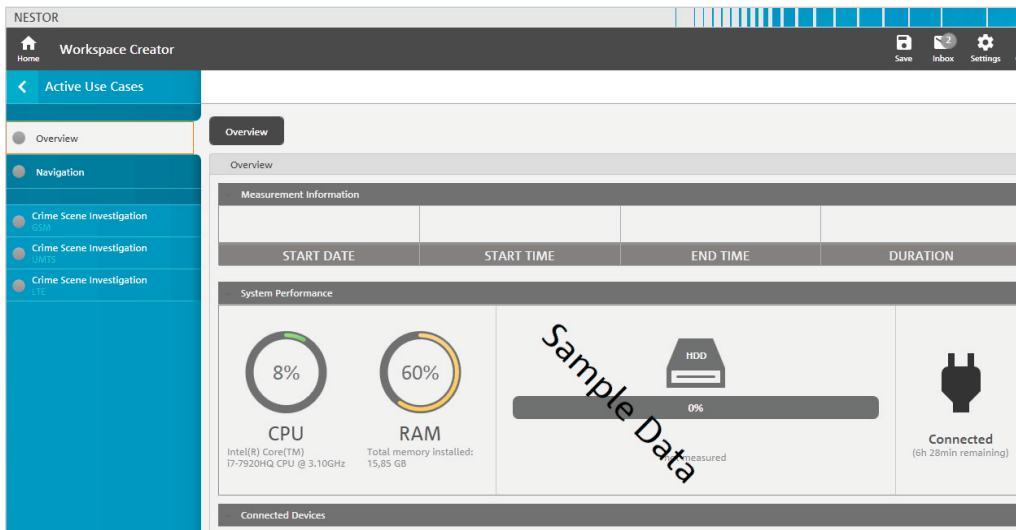 NESTOR
Home
Workspace Creator
Save
2
Inbox
Settings
Active Use Cases
Overview
Navigation
Crime Scene Investigation
GSM
Crime Scene Investigation
UMTS
Crime Scene Investigation
LTE
Overview
Overview
Measurement Information
START DATE START TIME END TIME DURATION
System Performance
8%
CPU
Intel(R) Core(TM)
i7-7920HQ CPU @ 3.10GHz
60%
RAM
Total memory installed:
15,85 GB
HDD
0%
measured
Sample Data
Connected
(6h 28min remaining)
Connected Devices